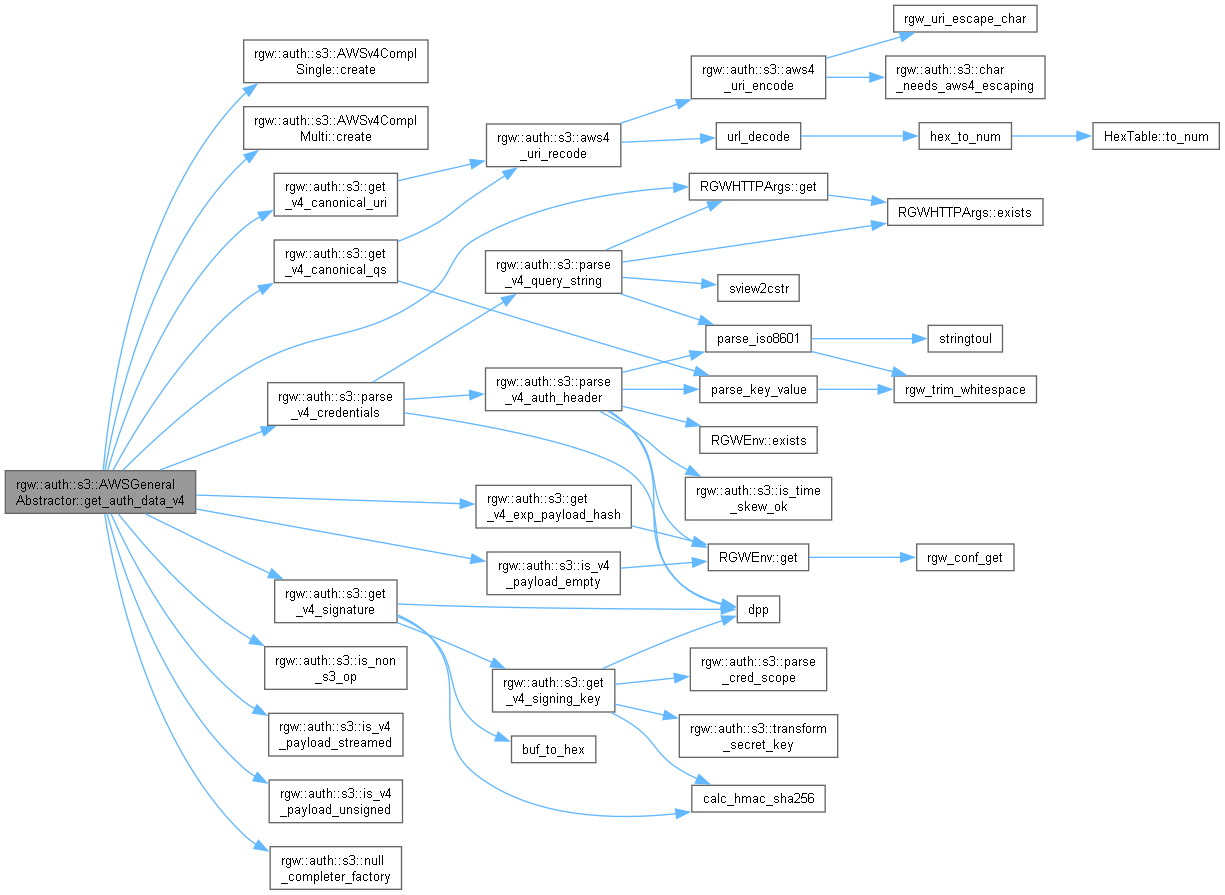 rgw::auth::s3::AWSGeneral
Abstractor::get_auth_data_v4
rgw::auth::s3::AWSv4Compl
Single::create
rgw::auth::s3::AWSv4Compl
Multi::create
rgw::auth::s3::get
_v4_canonical_uri
rgw::auth::s3::get
_v4_canonical_qs
rgw::auth::s3::parse
_v4_credentials
rgw::auth::s3::get
_v4_signature
rgw::auth::s3::is_non
_s3_op
rgw::auth::s3::is_v4
_payload_streamed
rgw::auth::s3::is_v4
_payload_unsigned
rgw::auth::s3::null
_completer_factory
rgw::auth::s3::aws4
_uri_recode
rgw::auth::s3::parse
_v4_query_string
rgw::auth::s3::parse
_v4_auth_header
rgw::auth::s3::get
_v4_exp_payload_hash
rgw::auth::s3::is_v4
_payload_empty
rgw::auth::s3::get
_v4_signing_key
buf_to_hex
rgw::auth::s3::aws4
_uri_encode
url_decode
RGWHTTPArgs::get
sview2cstr
parse_iso8601
parse_key_value
RGWEnv::exists
rgw::auth::s3::is_time
_skew_ok
RGWEnv::get
dpp
rgw::auth::s3::parse
_cred_scope
rgw::auth::s3::transform
_secret_key
calc_hmac_sha256
rgw_uri_escape_char
rgw::auth::s3::char
_needs_aws4_escaping
hex_to_num
RGWHTTPArgs::exists
stringtoul
rgw_trim_whitespace
rgw_conf_get
HexTable::to_num